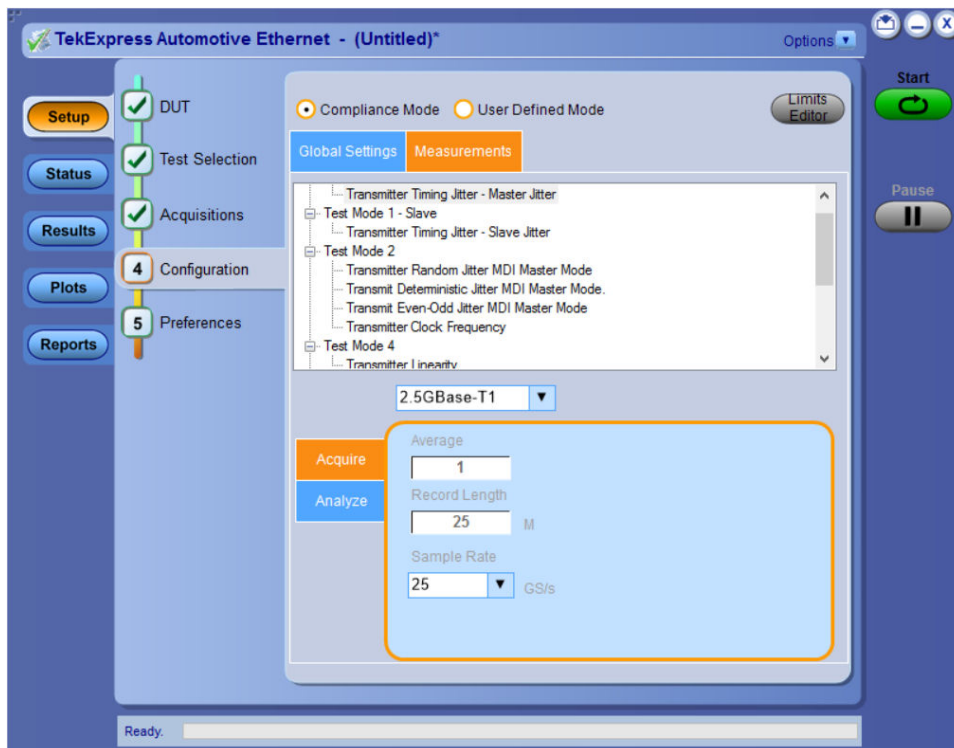 TekExpress Automotive Ethernet - (Untitled)*
Options
Start
Pause
Setup
Status
Results
Plots
Reports
DUT
Test Selection
Acquisitions
4 Configuration
5 Preferences
Compliance Mode
User Defined Mode
Limits
Editor
Global Settings
Measurements
Transmitter Timing Jitter - Master Jitter
Test Mode 1 - Slave
Transmitter Timing Jitter - Slave Jitter
Test Mode 2
Transmitter Random Jitter MDI Master Mode
Transmit Deterministic Jitter MDI Master Mode.
Transmit Even-Odd Jitter MDI Master Mode
Transmitter Clock Frequency
Test Mode 4
Transmitter Linearity
2.5GBase-T1
Acquire
Analyze
Average
1
Record Length
25 M
Sample Rate
25 GS/s
Ready.